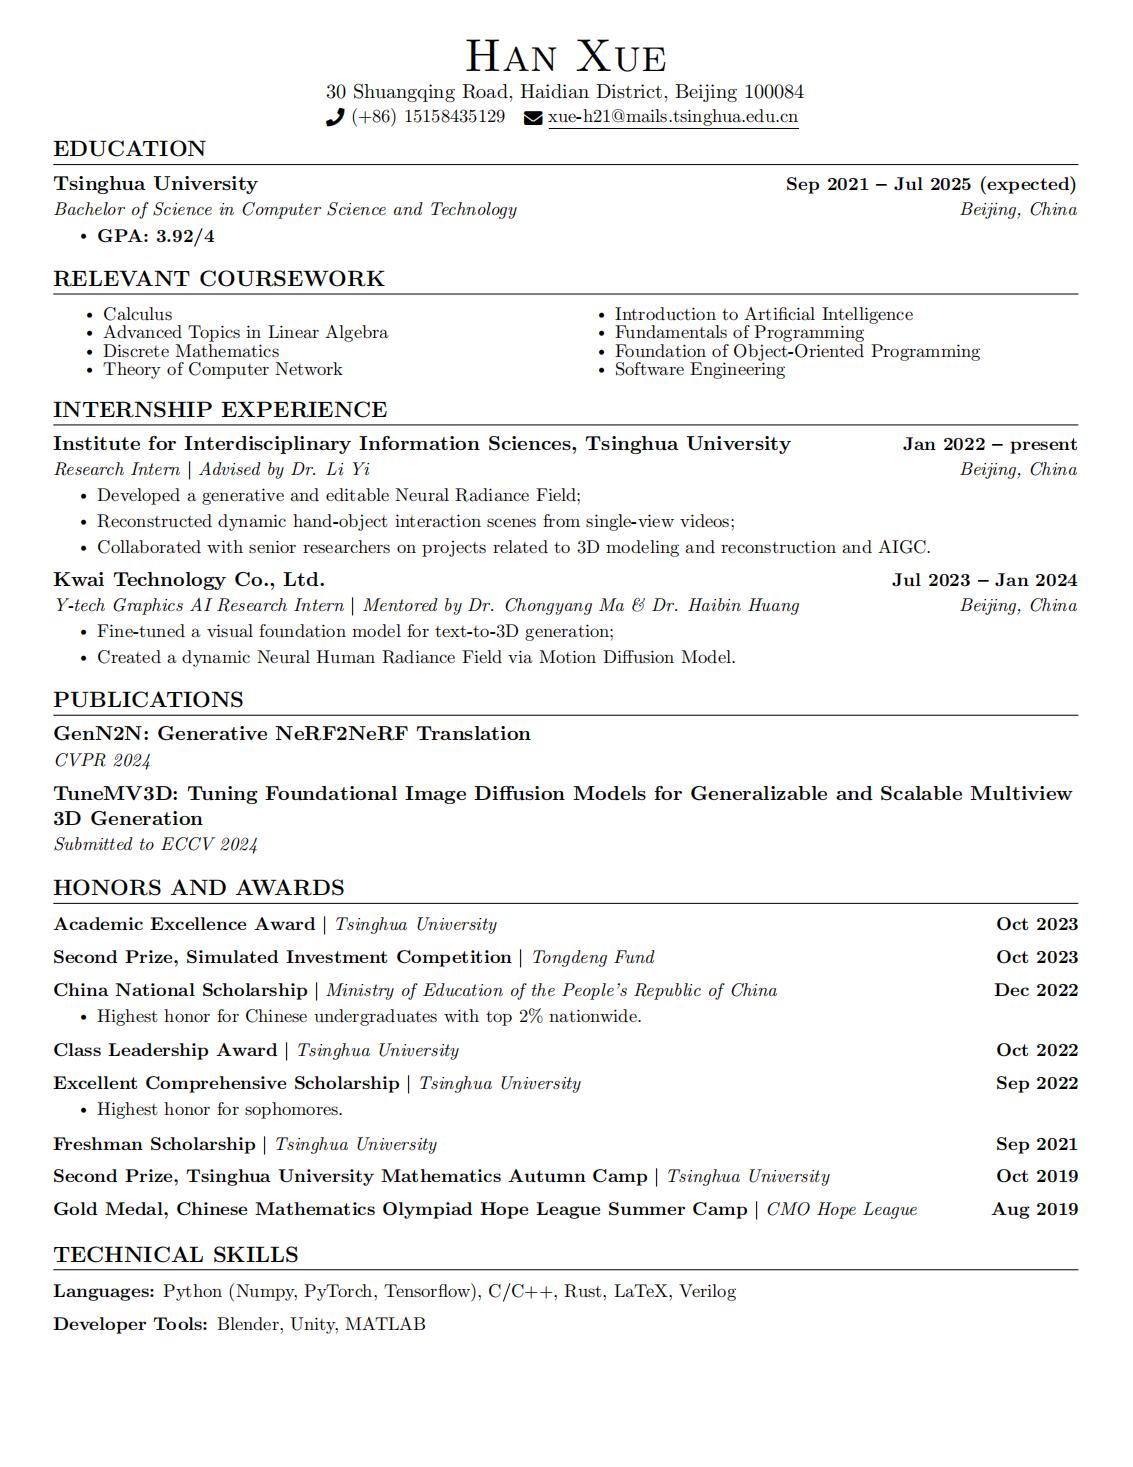 Han Xue
30 Shuangqing Road, Haidian District, Beijing 100084
(+86) 15158435129 xue-h21@mails.tsinghua.edu.cn
EDUCATION
Tsinghua University Sep 2021 – Jul 2025 (expected)
Bachelor of Science in Computer Science and Technology Beijing, China
• GPA: 3.92/4
RELEVANT COURSEWORK
• Calculus
• Advanced Topics in Linear Algebra
• Discrete Mathematics
• Theory of Computer Network
• Introduction to Artificial Intelligence
• Fundamentals of Programming
• Foundation of Object-Oriented Programming
• Software Engineering
INTERNSHIP EXPERIENCE
Institute for Interdisciplinary Information Sciences, Tsinghua University Jan 2022 – present
Research Intern | Advised by Dr. Li Yi Beijing, China
• Developed a generative and editable Neural Radiance Field;
• Reconstructed dynamic hand-object interaction scenes from single-view videos;
• Collaborated with senior researchers on projects related to 3D modeling and reconstruction and AIGC.
Kwai Technology Co., Ltd. Jul 2023 – Jan 2024
Y-tech Graphics AI Research Intern | Mentored by Dr. Chongyang Ma & Dr. Haibin Huang Beijing, China
• Fine-tuned a visual foundation model for text-to-3D generation;
• Created a dynamic Neural Human Radiance Field via Motion Diffusion Model.
PUBLICATIONS
GenN2N: Generative NeRF2NeRF Translation
CVPR 2024
TuneMV3D: Tuning Foundational Image Diffusion Models for Generalizable and Scalable Multiview
3D Generation
Submitted to ECCV 2024
HONORS AND AWARDS
Academic Excellence Award | Tsinghua University Oct 2023
Second Prize, Simulated Investment Competition | Tongdeng Fund Oct 2023
China National Scholarship | Ministry of Education of the People's Republic of China Dec 2022
• Highest honor for Chinese undergraduates with top 2% nationwide.
Class Leadership Award | Tsinghua University Oct 2022
Excellent Comprehensive Scholarship | Tsinghua University Sep 2022
• Highest honor for sophomores.
Freshman Scholarship | Tsinghua University Sep 2021
Second Prize, Tsinghua University Mathematics Autumn Camp | Tsinghua University Oct 2019
Gold Medal, Chinese Mathematics Olympiad Hope League Summer Camp | CMO Hope League Aug 2019
TECHNICAL SKILLS
Languages: Python (Numpy, PyTorch, Tensorflow), C/C++, Rust, LaTeX, Verilog
Developer Tools: Blender, Unity, MATLAB